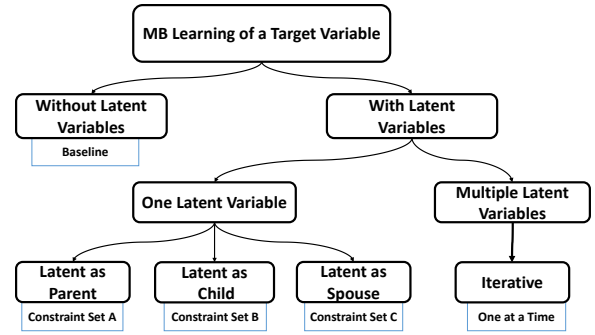 MB Learning of a Target Variable
Without Latent
Variables
Baseline
With Latent
Variables
One Latent Variable
Multiple Latent
Variables
Latent as
Parent
Constraint Set A
Latent as
Child
Constraint Set B
Latent as
Spouse
Constraint Set C
Iterative
One at a Time